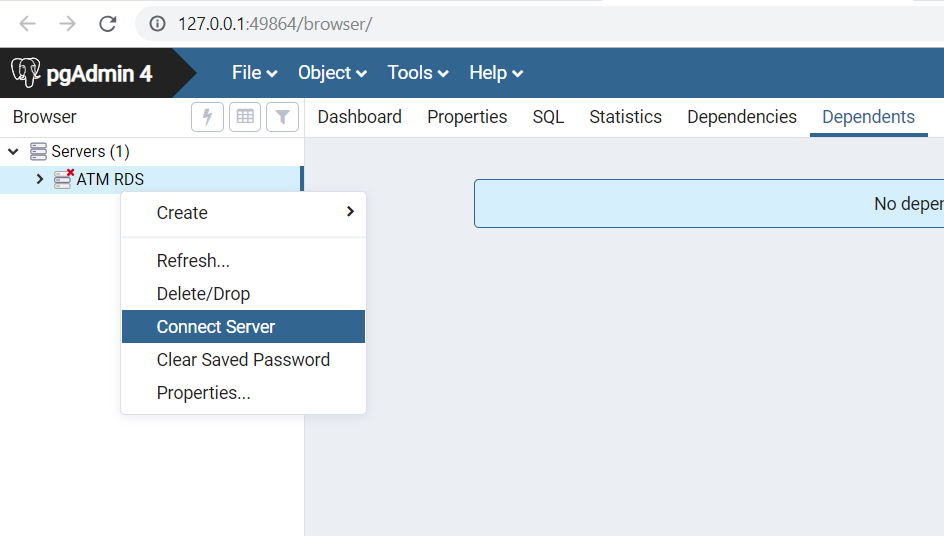 127.0.0.1:49864/browser/
pgAdmin 4 File Object Tools Help
Browser Dashboard Properties SQL Statistics Dependencies Dependents
Servers (1)
ATM RDS
No deper
Create
Refresh...
Delete/Drop
Connect Server
Clear Saved Password
Properties...